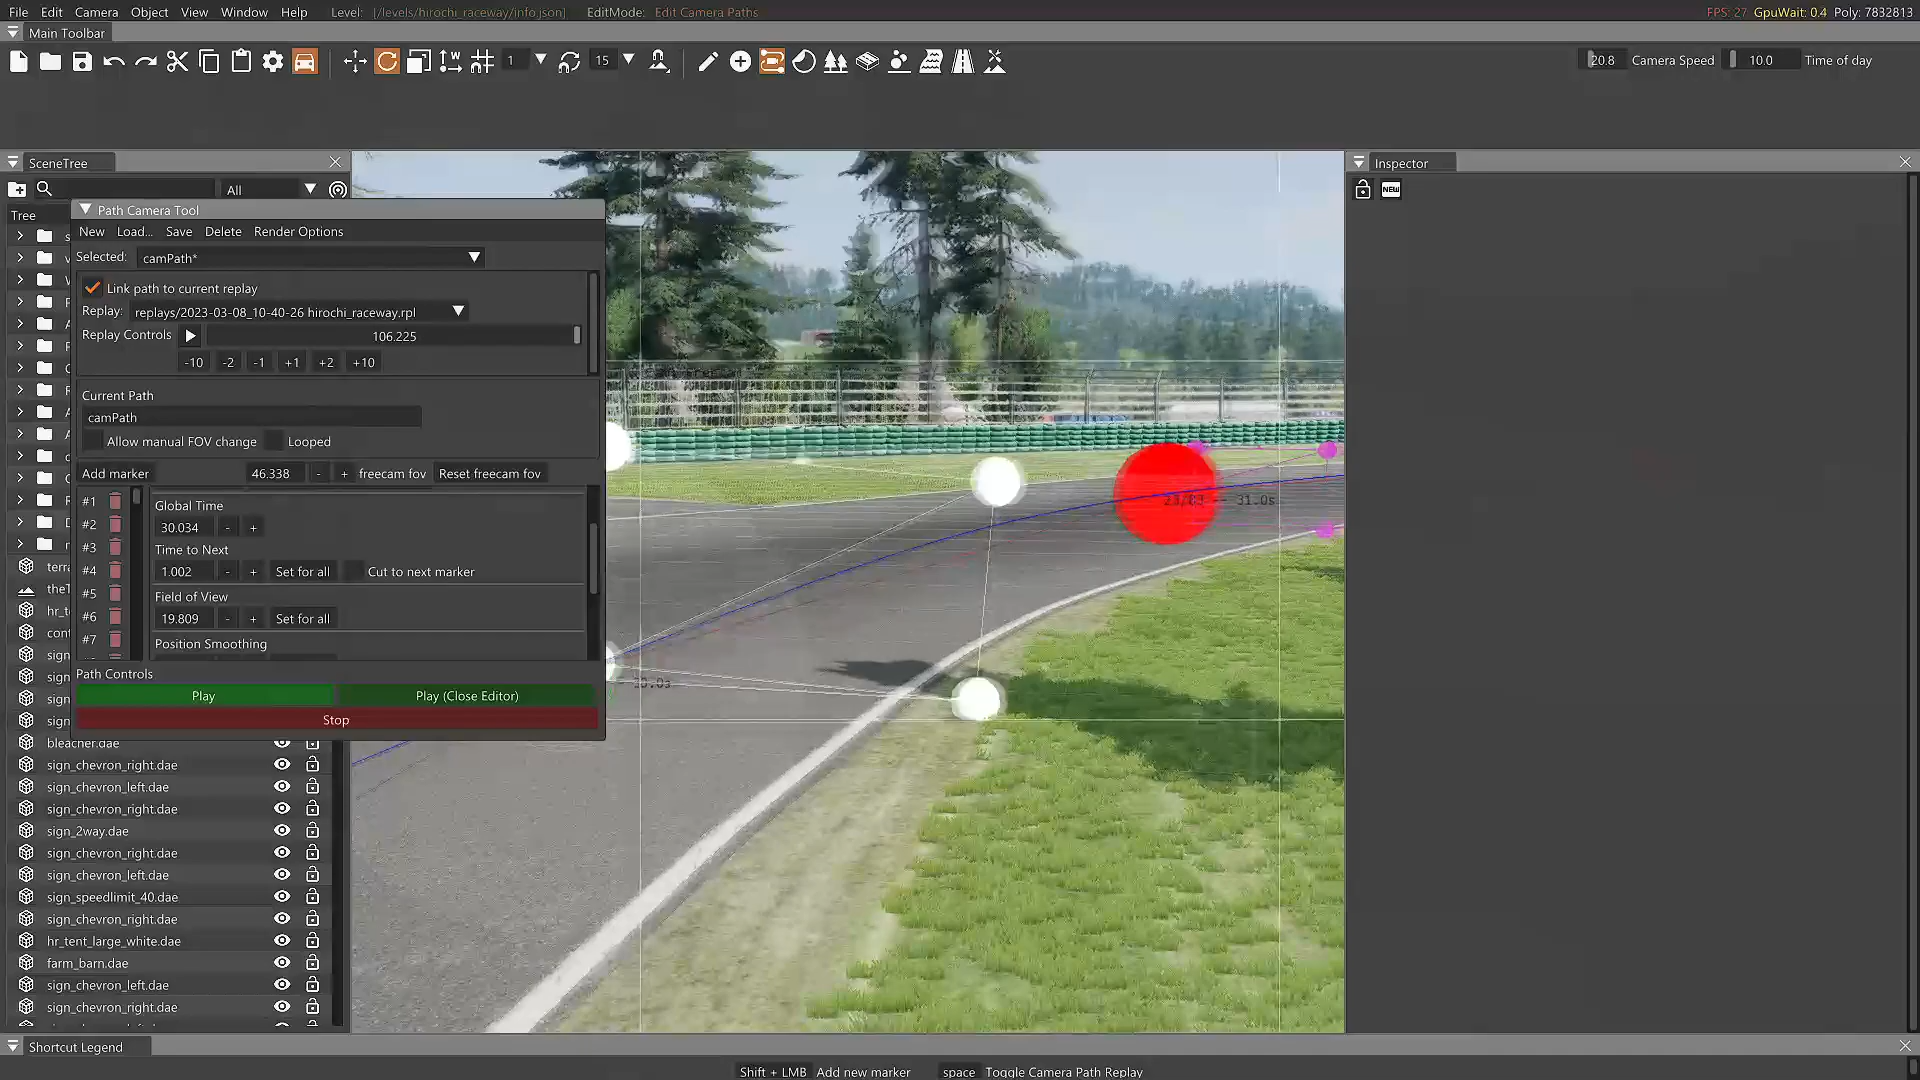 File Edit Camera Object View Window Help Level: [/levels/hirochi_raceway/info.json] EditMode: Edit Camera Paths FPS: 27 GpuWait: 0.4 Poly: 7832813
Main Toolbar
1 15 20.8 Camera Speed 10.0 Time of day
SceneTree
Inspector
All
NEW
Tree
Path Camera Tool
New Load... Save Delete Render Options
Selected: camPath*
Link path to current replay
Replay: replays/2023-03-08_10-40-26 hirochi_raceway.rpl
Replay Controls 106.225
-10 -2 -1 +1 +2 +10
Current Path
camPath
Allow manual FOV change Looped
Add marker 46.338 - + freecam fov Reset freecam fov
#1 Global Time
#2 30.034 - +
#3 Time to Next
#4 1.002 - + Set for all Cut to next marker
#5 Field of View
#6 19.809 - + Set for all
#7 Position Smoothing
31.0s
Path Controls
Play Play (Close Editor)
Stop
terra
theT
hr_te
cont
sign
sign
sign
sign
bleacher.dae
sign_chevron_right.dae
sign_chevron_left.dae
sign_chevron_right.dae
sign_2way.dae
sign_chevron_right.dae
sign_chevron_left.dae
sign_speedlimit_40.dae
sign_chevron_right.dae
hr_tent_large_white.dae
farm_barn.dae
sign_chevron_left.dae
sign_chevron_right.dae
Shortcut Legend
Shift + LMB Add new marker space Toggle Camera Path Replay